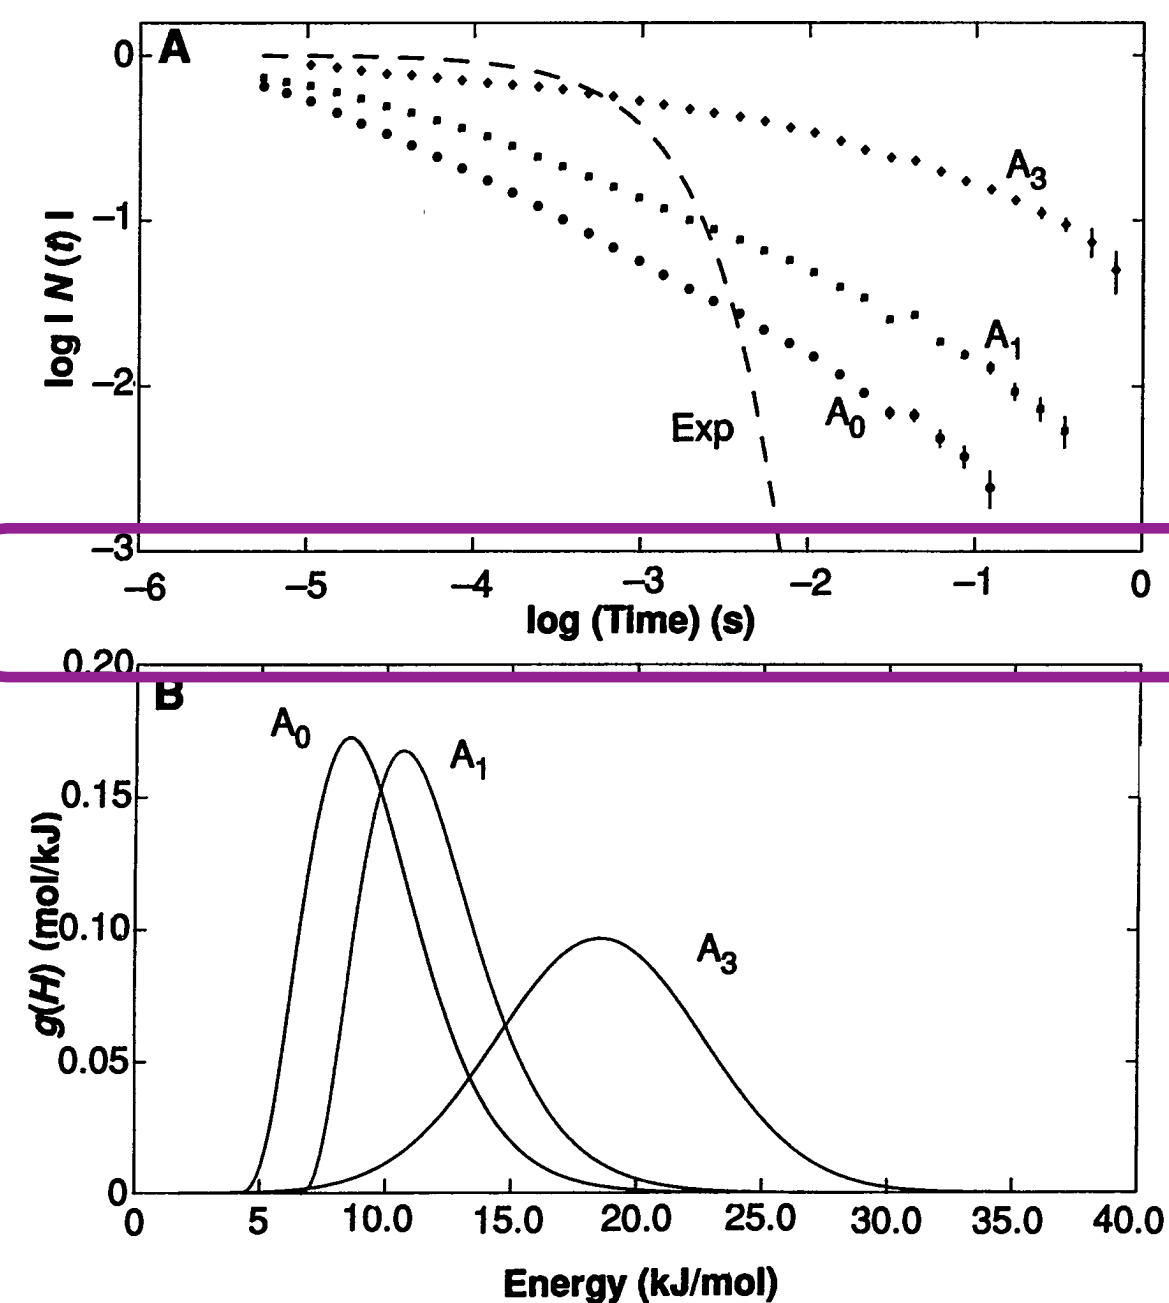 A
0
−1
−2
−3
log | N(t) |
A3
A1
A0
Exp
−6 −5 −4 −3 −2 −1 0
log (Time) (s)
B
0.20
0.15
0.10
0.05
0
g(H) (mol/kJ)
A0
A1
A3
0 5 10.0 15.0 20.0 25.0 30.0 35.0 40.0
Energy (kJ/mol)